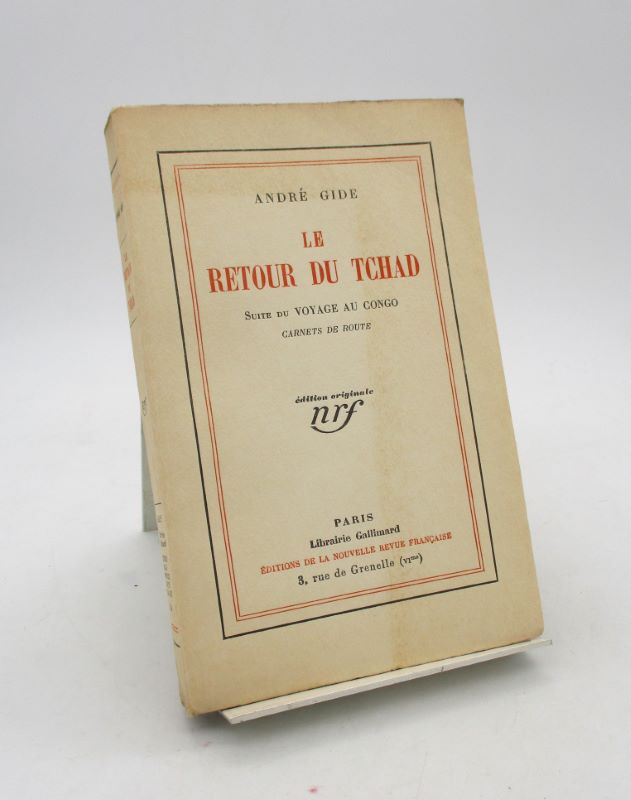 ANDRÉ GIDE
LE
RETOUR DU TCHAD
SUITE DU VOYAGE AU CONGO
CARNETS DE ROUTE
édition originale
nrf
PARIS
Librairie Gallimard
ÉDITIONS DE LA NOUVELLE REVUE FRANÇAISE
3, rue de Grenelle (VIme)